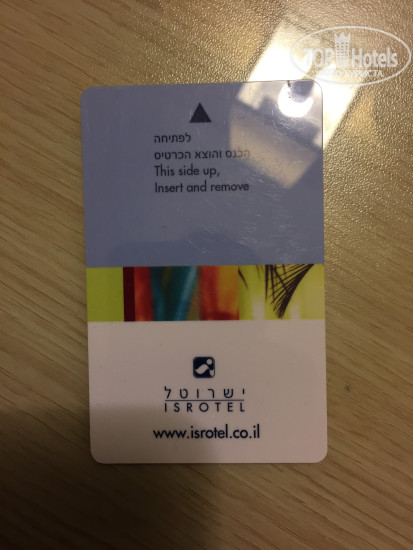 TOP Hotels
לפתיחה
הכנס והוצא הכרטיס
This side up,
Insert and remove
ישרוטל
ISROTEL
www.isrotel.co.il